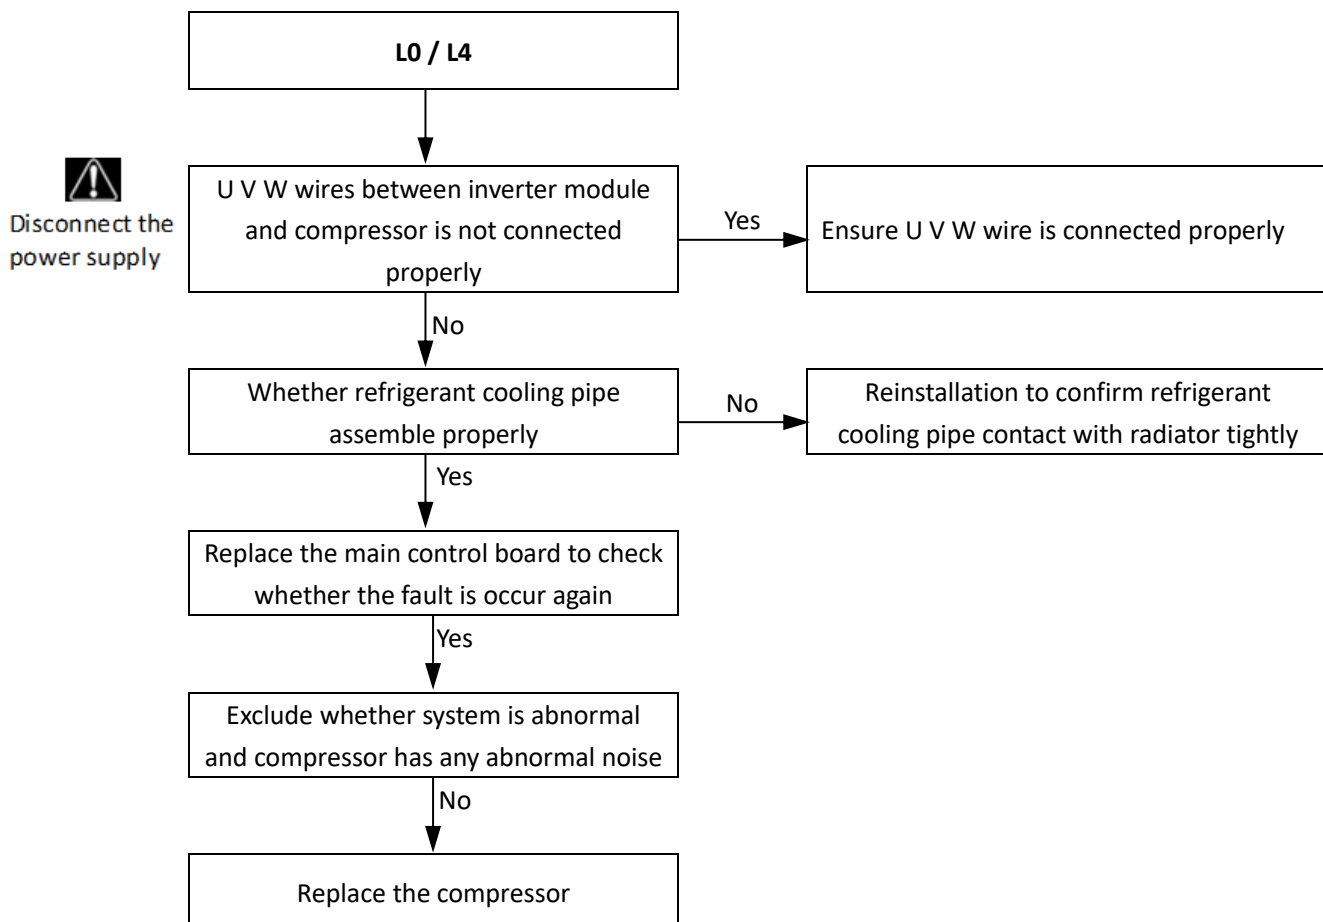 L0 / L4
Disconnect the
power supply
U V W wires between inverter module
and compressor is not connected
properly
Yes
Ensure U V W wire is connected properly
No
Whether refrigerant cooling pipe
assemble properly
No
Reinstallation to confirm refrigerant
cooling pipe contact with radiator tightly
Yes
Replace the main control board to check
whether the fault is occur again
Yes
Exclude whether system is abnormal
and compressor has any abnormal noise
No
Replace the compressor